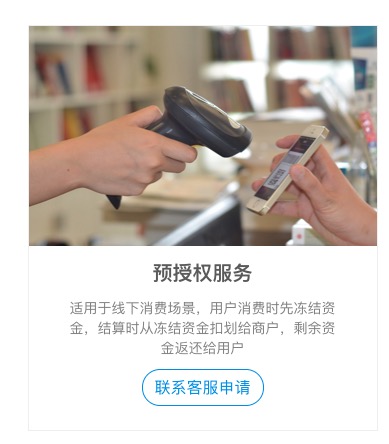 预授权服务
适用于线下消费场景，用户消费时先冻结资
金，结算时从冻结资金扣划给商户，剩余资
金返还给用户
联系客服申请